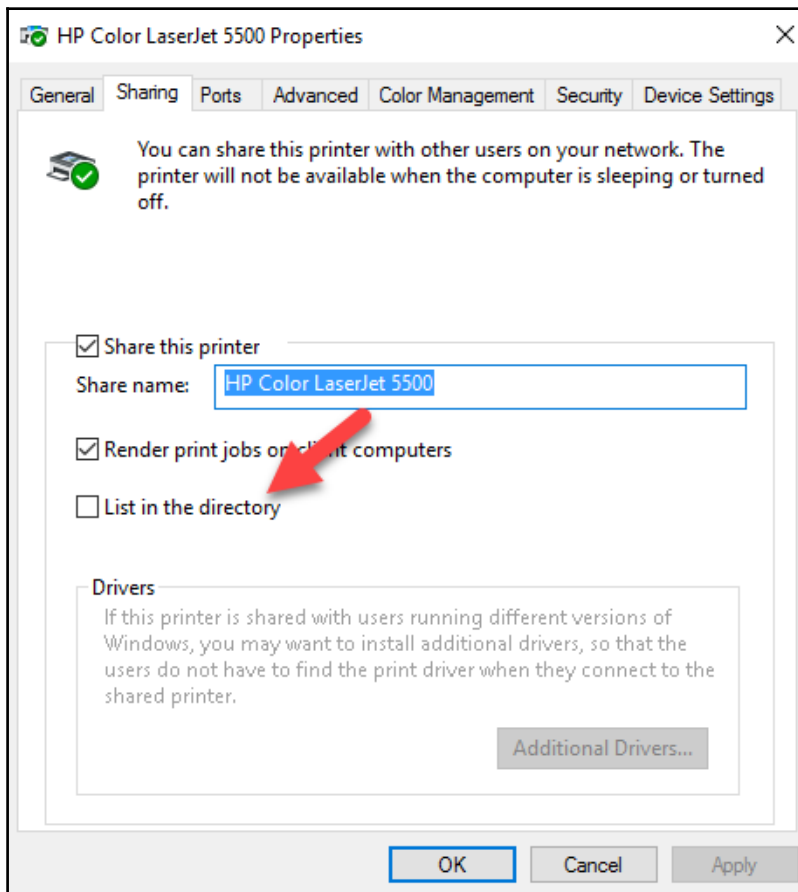 HP Color LaserJet 5500 Properties
General Sharing Ports Advanced Color Management Security Device Settings
You can share this printer with other users on your network. The
printer will not be available when the computer is sleeping or turned
off.
Share this printer
Share name: HP Color LaserJet 5500
Render print jobs on client computers
List in the directory
Drivers
If this printer is shared with users running different versions of
Windows, you may want to install additional drivers, so that the
users do not have to find the print driver when they connect to the
shared printer.
Additional Drivers...
OK Cancel Apply